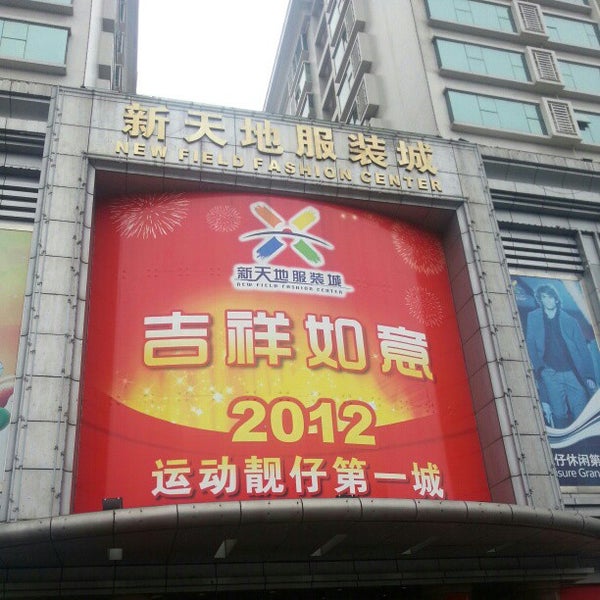 新天地服装城
NEW FIELD FASHION CENTER
新天地服装城
NEW FIELD FASHION CENTER
吉祥如意
2012
运动靓仔第一城
仔休闲第
sure Gran